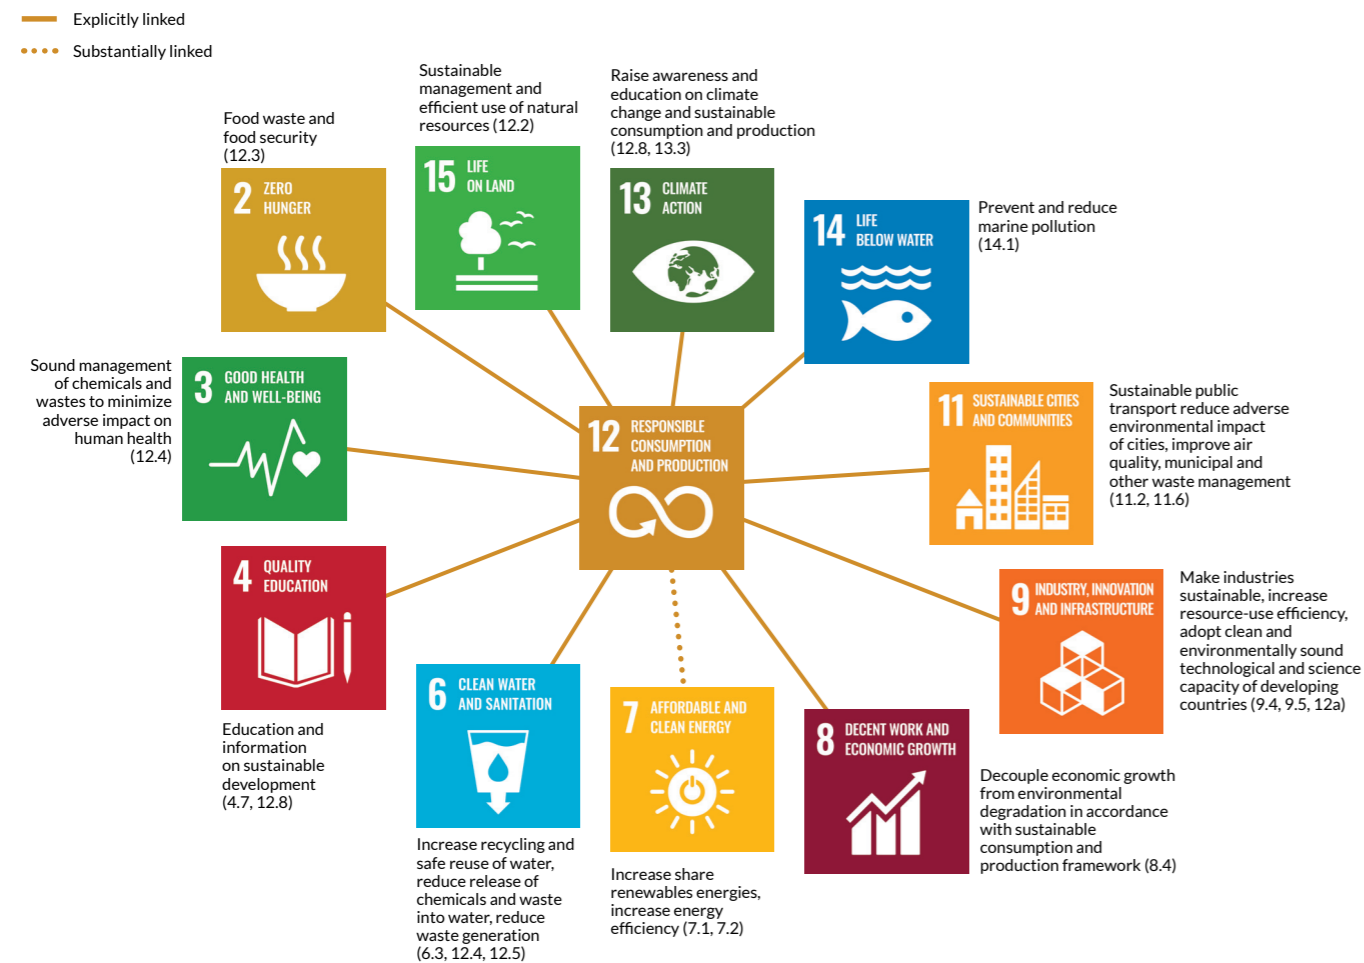 Explicitly linked
Substantially linked
Food waste and
food security
(12.3)
2 ZERO
HUNGER
Sustainable
management and
efficient use of natural
resources (12.2)
15 LIFE
ON LAND
Raise awareness and
education on climate
change and sustainable
consumption and production
(12.8, 13.3)
13 CLIMATE
ACTION
14 LIFE
BELOW WATER
Prevent and reduce
marine pollution
(14.1)
Sound management
of chemicals and
wastes to minimize
adverse impact on
human health
(12.4)
3 GOOD HEALTH
AND WELL-BEING
12 RESPONSIBLE
CONSUMPTION
AND PRODUCTION
11 SUSTAINABLE CITIES
AND COMMUNITIES
Sustainable public
transport reduce adverse
environmental impact
of cities, improve air
quality, municipal and
other waste management
(11.2, 11.6)
4 QUALITY
EDUCATION
Education and
information
on sustainable
development
(4.7, 12.8)
6 CLEAN WATER
AND SANITATION
Increase recycling and
safe reuse of water,
reduce release of
chemicals and waste
into water, reduce
waste generation
(6.3, 12.4, 12.5)
7 AFFORDABLE AND
CLEAN ENERGY
Increase share
renewables energies,
increase energy
efficiency (7.1, 7.2)
8 DECENT WORK AND
ECONOMIC GROWTH
Decouple economic growth
from environmental
degradation in accordance
with sustainable
consumption and
production framework (8.4)
9 INDUSTRY, INNOVATION
AND INFRASTRUCTURE
Make industries
sustainable, increase
resource-use efficiency,
adopt clean and
environmentally sound
technological and science
capacity of developing
countries (9.4, 9.5, 12a)